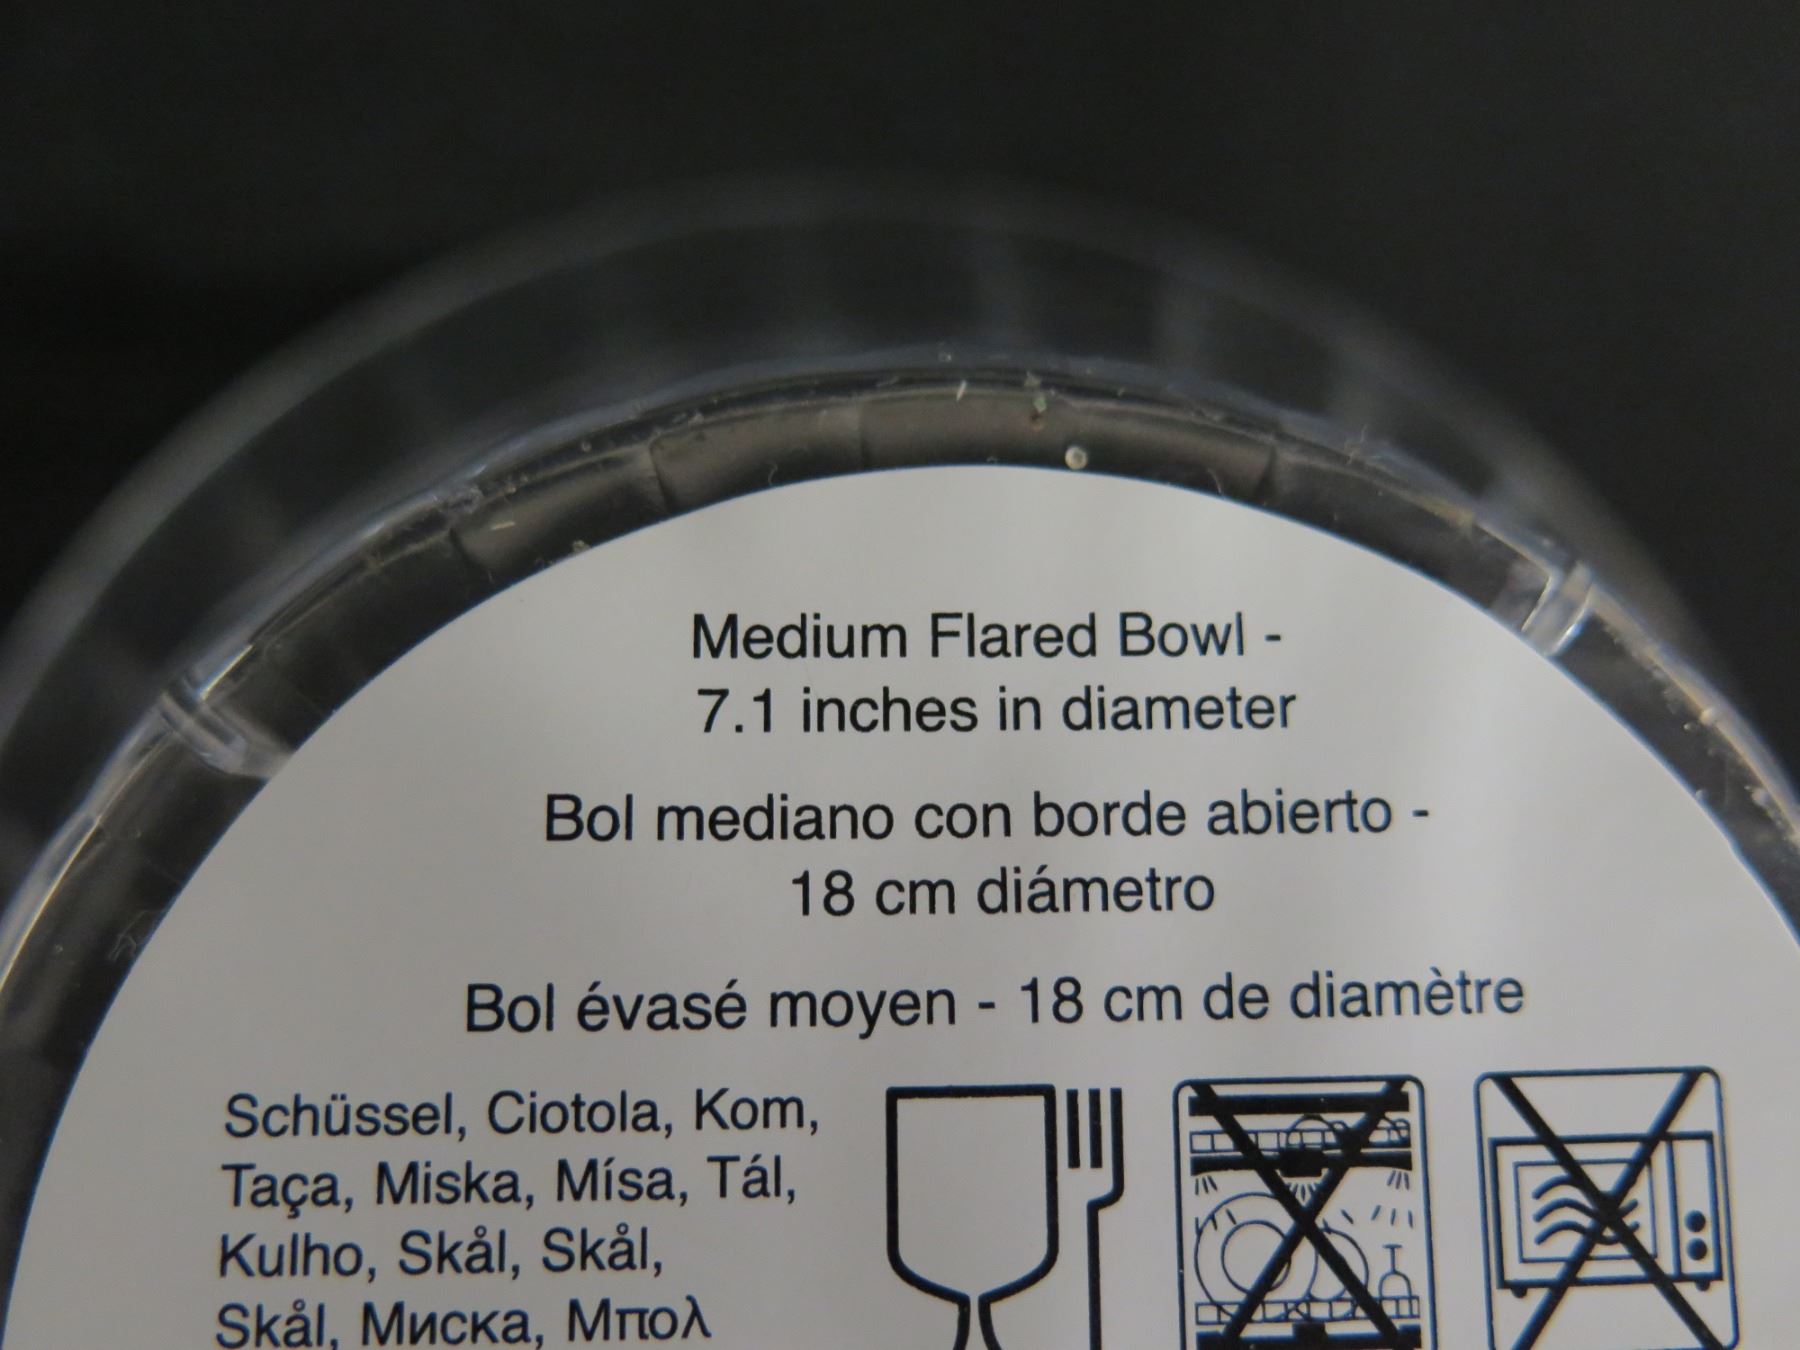 Medium Flared Bowl -
7.1 inches in diameter
Bol mediano con borde abierto -
18 cm diámetro
Bol évasé moyen - 18 cm de diamètre
Schüssel, Ciotola, Kom,
Taça, Miska, Mísa, Tál,
Kulho, Skål, Skål,
Skål, Миска, Μπολ